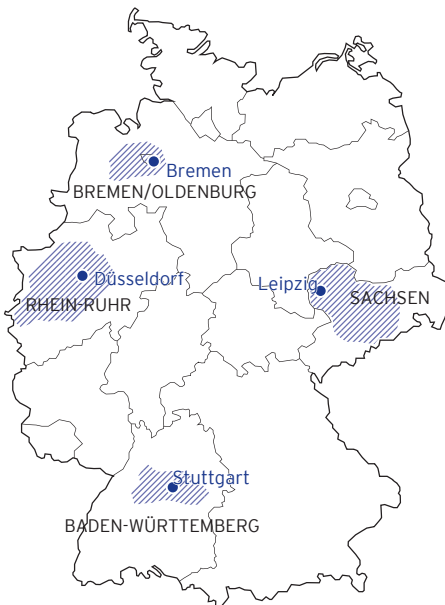 Bremen
BREMEN/OLDENBURG
Düsseldorf
RHEIN-RUHR
Leipzig
SACHSEN
Stuttgart
BADEN-WÜRTTEMBERG